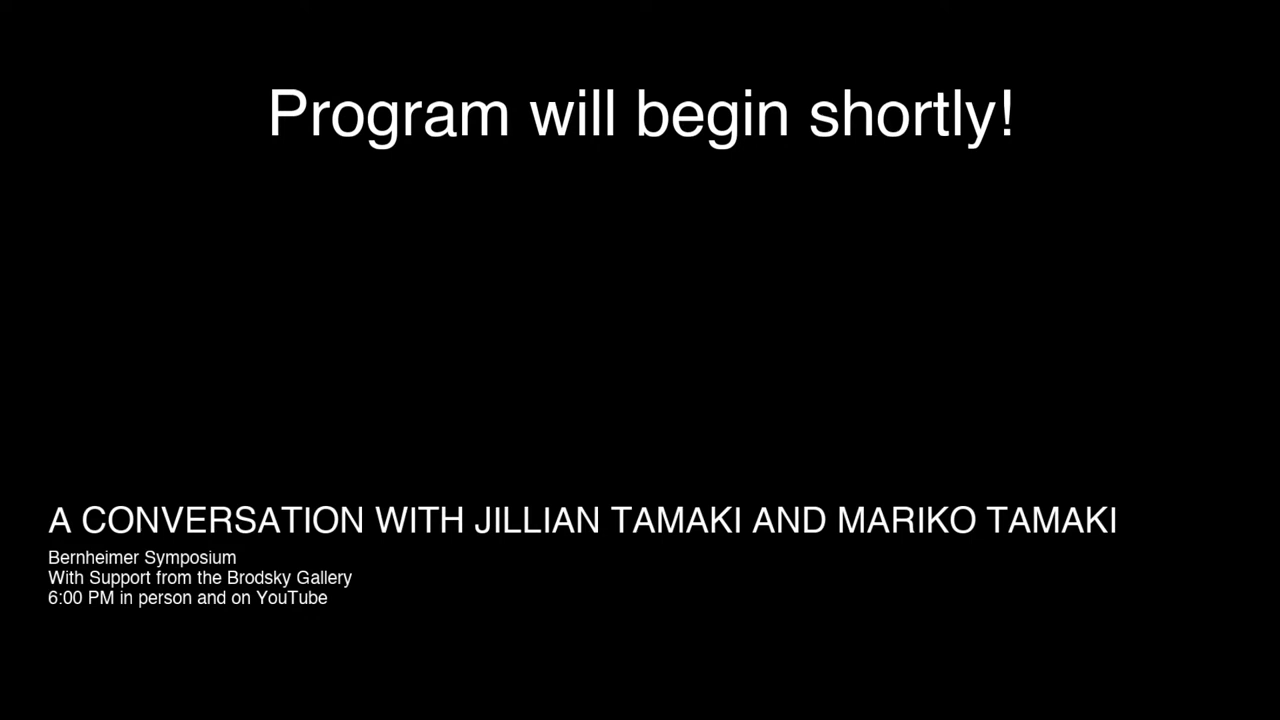 Program will begin shortly!
A CONVERSATION WITH JILLIAN TAMAKI AND MARIKO TAMAKI
Bernheimer Symposium
With Support from the Brodsky Gallery
6:00 PM in person and on YouTube